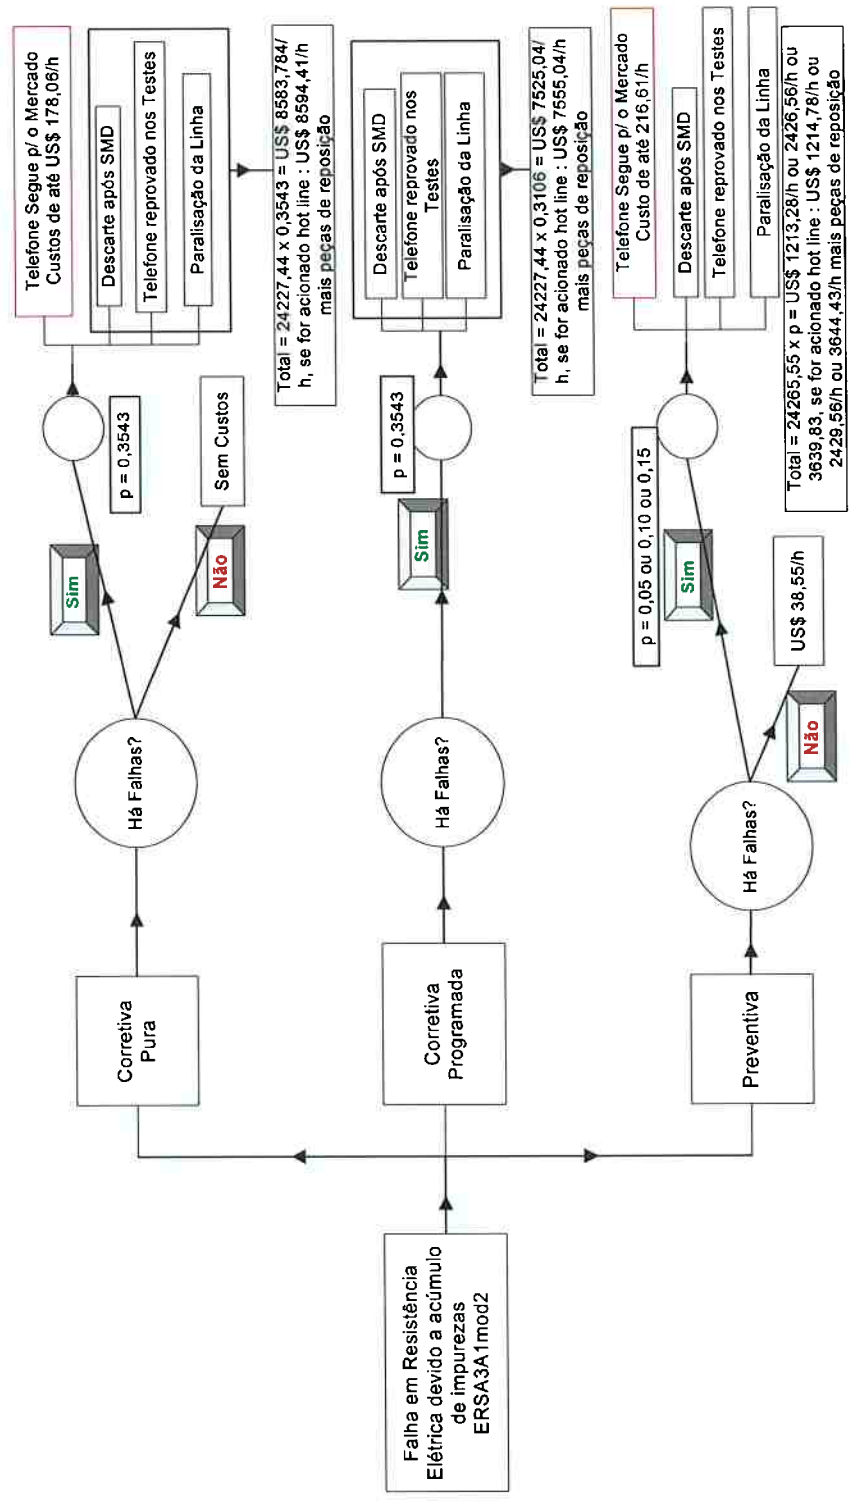 Falha em Resistência
Elétrica devido a acúmulo
de impurezas
ERSA3A1mod2
Corretiva
Pura
Há Falhas?
Sim
Não
p = 0,3543
Sem Custos
Telefone Segue p/ o Mercado
Custos de até US$ 178,06/h
Descarte após SMD
Telefone reprovado nos Testes
Paralisação da Linha
Total = 24227,44 x 0,3543 = US$ 8583,784/
h, se for acionado hot line : US$ 8594,41/h
mais peças de reposição
Corretiva
Programada
Há Falhas?
Sim
p = 0,3543
Descarte após SMD
Telefone reprovado nos
Testes
Paralisação da Linha
Total = 24227,44 x 0,3106 = US$ 7525,04/
h, se for acionado hot line : US$ 7555,04/h
mais peças de reposição
Preventiva
Há Falhas?
Sim
Não
p = 0,05 ou 0,10 ou 0,15
US$ 38,55/h
Telefone Segue p/ o Mercado
Custo de até 216,61/h
Descarte após SMD
Telefone reprovado nos Testes
Paralisação da Linha
Total = 24265,55 x p = US$ 1213,28/h ou 2426,56/h ou
3639,83, se for acionado hot line : US$ 1214,78/h ou
2429,56/h ou 3644,43/h mais peças de reposição